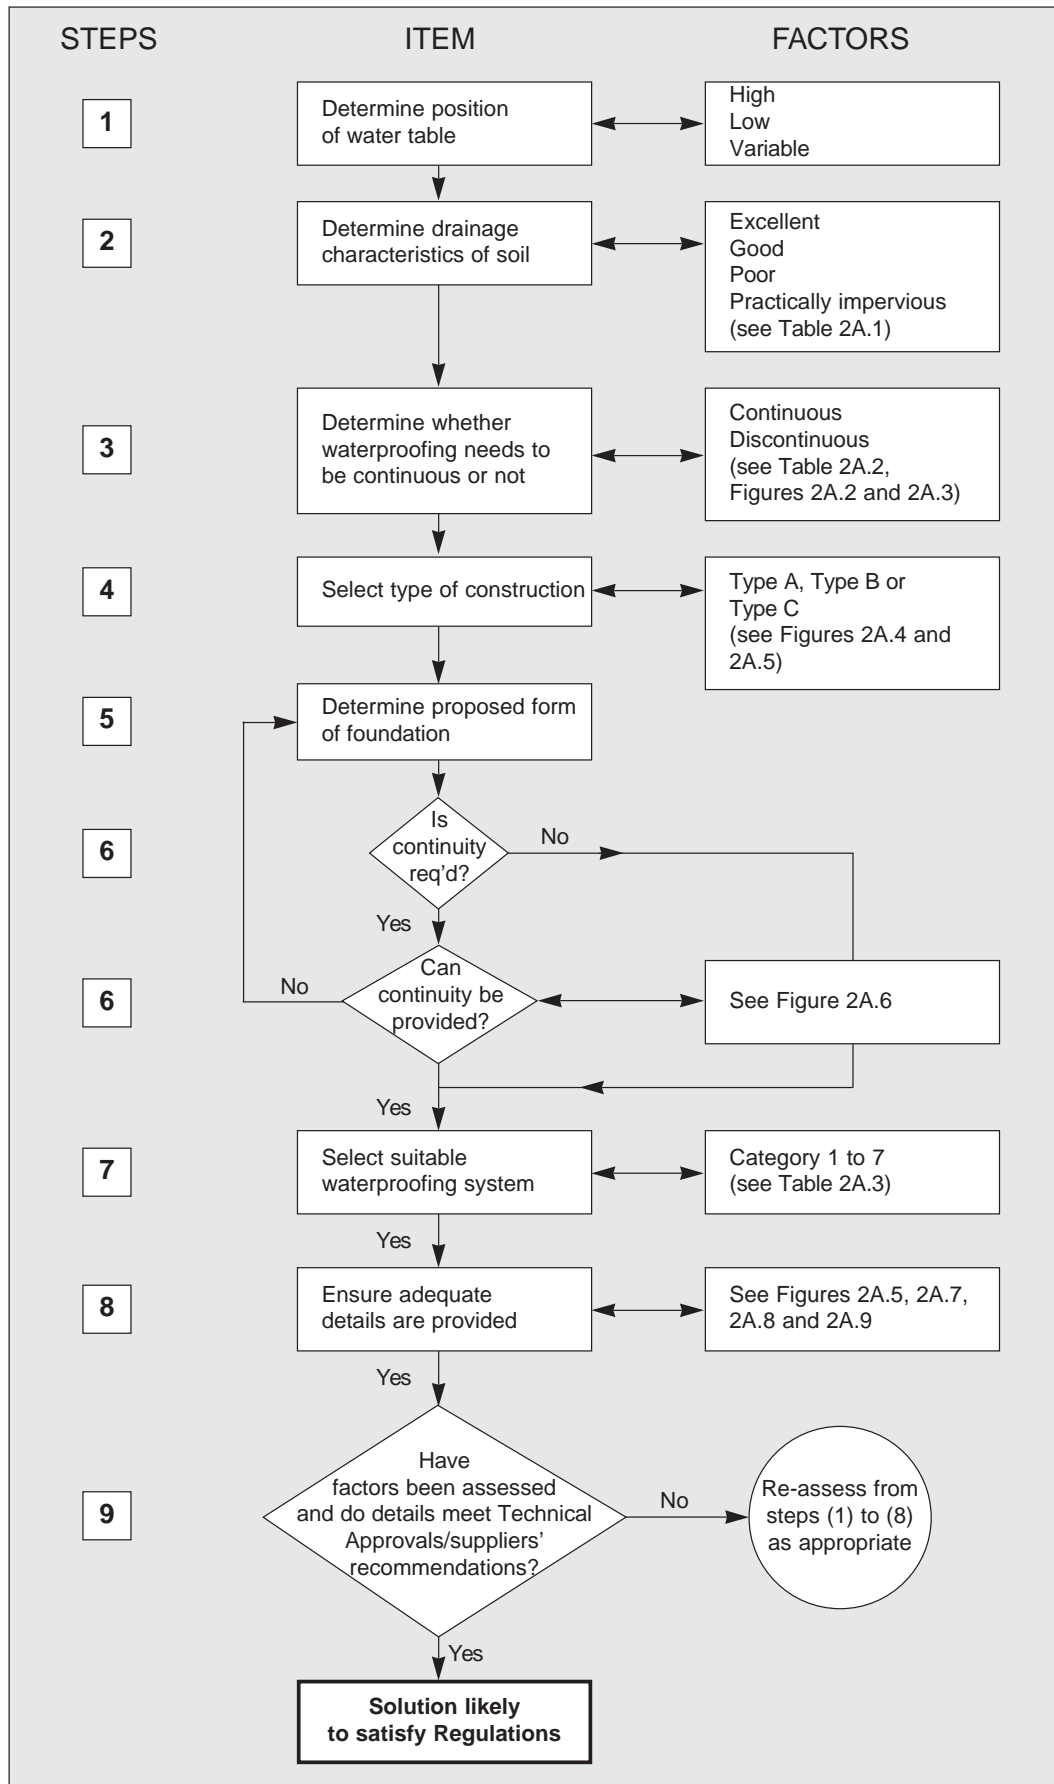 STEPS
ITEM
FACTORS
1
Determine position
of water table
High
Low
Variable
2
Determine drainage
characteristics of soil
Excellent
Good
Poor
Practically impervious
(see Table 2A.1)
3
Determine whether
waterproofing needs to
be continuous or not
Continuous
Discontinuous
(see Table 2A.2,
Figures 2A.2 and 2A.3)
4
Select type of construction
Type A, Type B or
Type C
(see Figures 2A.4 and
2A.5)
5
Determine proposed form
of foundation
6
Is
continuity
req'd?
No
Yes
6
No
Can
continuity be
provided?
See Figure 2A.6
Yes
7
Select suitable
waterproofing system
Category 1 to 7
(see Table 2A.3)
Yes
8
Ensure adequate
details are provided
See Figures 2A.5, 2A.7,
2A.8 and 2A.9
Yes
9
Have
factors been assessed
and do details meet Technical
Approvals/suppliers'
recommendations?
No
Re-assess from
steps (1) to (8)
as appropriate
Yes
Solution likely
to satisfy Regulations